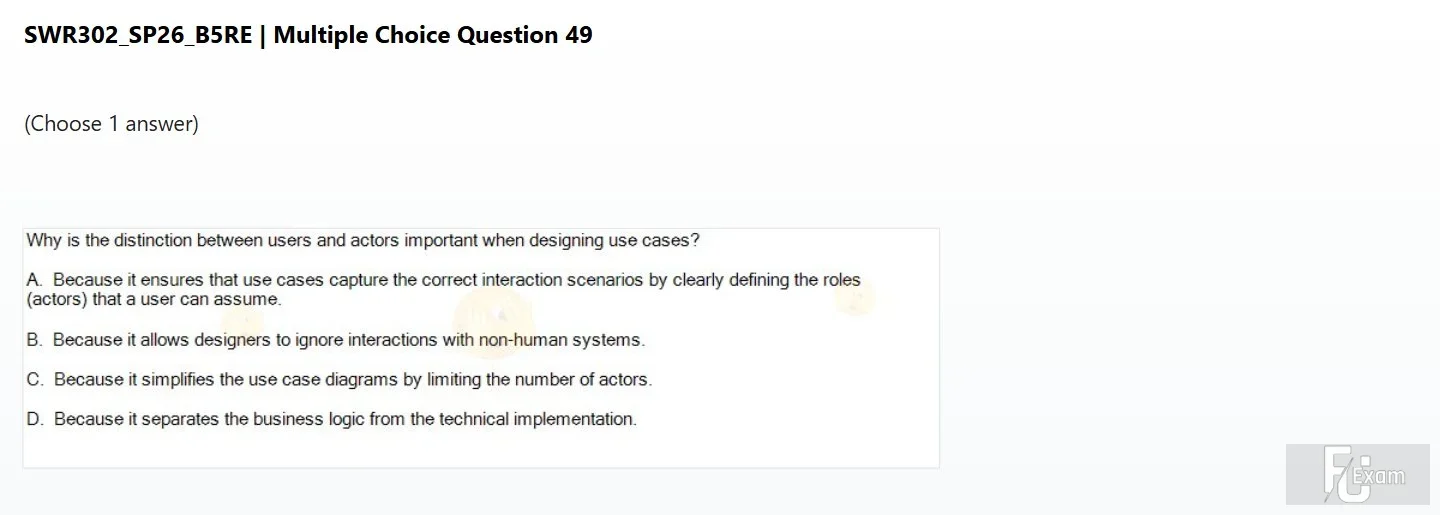 SWR302_SP26_B5RE | Multiple Choice Question 49
(Choose 1 answer)
Why is the distinction between users and actors important when designing use cases?
A. Because it ensures that use cases capture the correct interaction scenarios by clearly defining the roles
(actors) that a user can assume.
B. Because it allows designers to ignore interactions with non-human systems.
C. Because it simplifies the use case diagrams by limiting the number of actors.
D. Because it separates the business logic from the technical implementation.
FU Exam